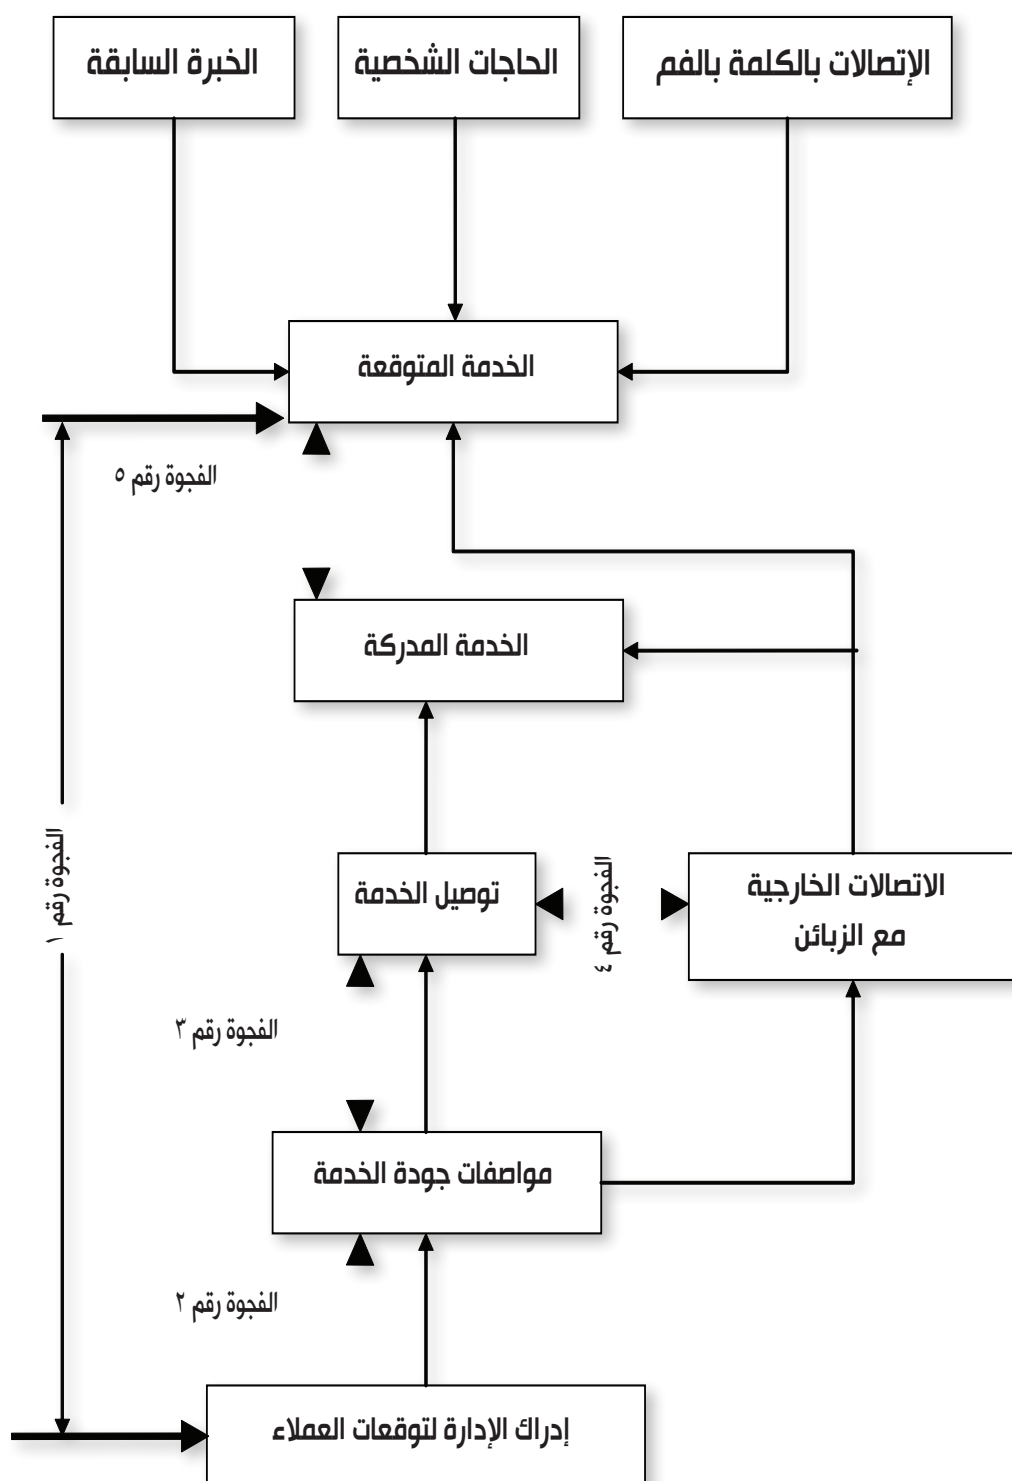 الإتصالات بالكلمة بالفم
الحاجات الشخصية
الخبرة السابقة
الخدمة المتوقعة
الفجوة رقم ٥
الخدمة المدركة
الفجوة رقم ١
الاتصالات الخارجية
مع الزبائن
الفجوة رقم ٤
توصيل الخدمة
الفجوة رقم ٣
مواصفات جودة الخدمة
الفجوة رقم ٢
إدراك الإدارة لتوقعات العملاء